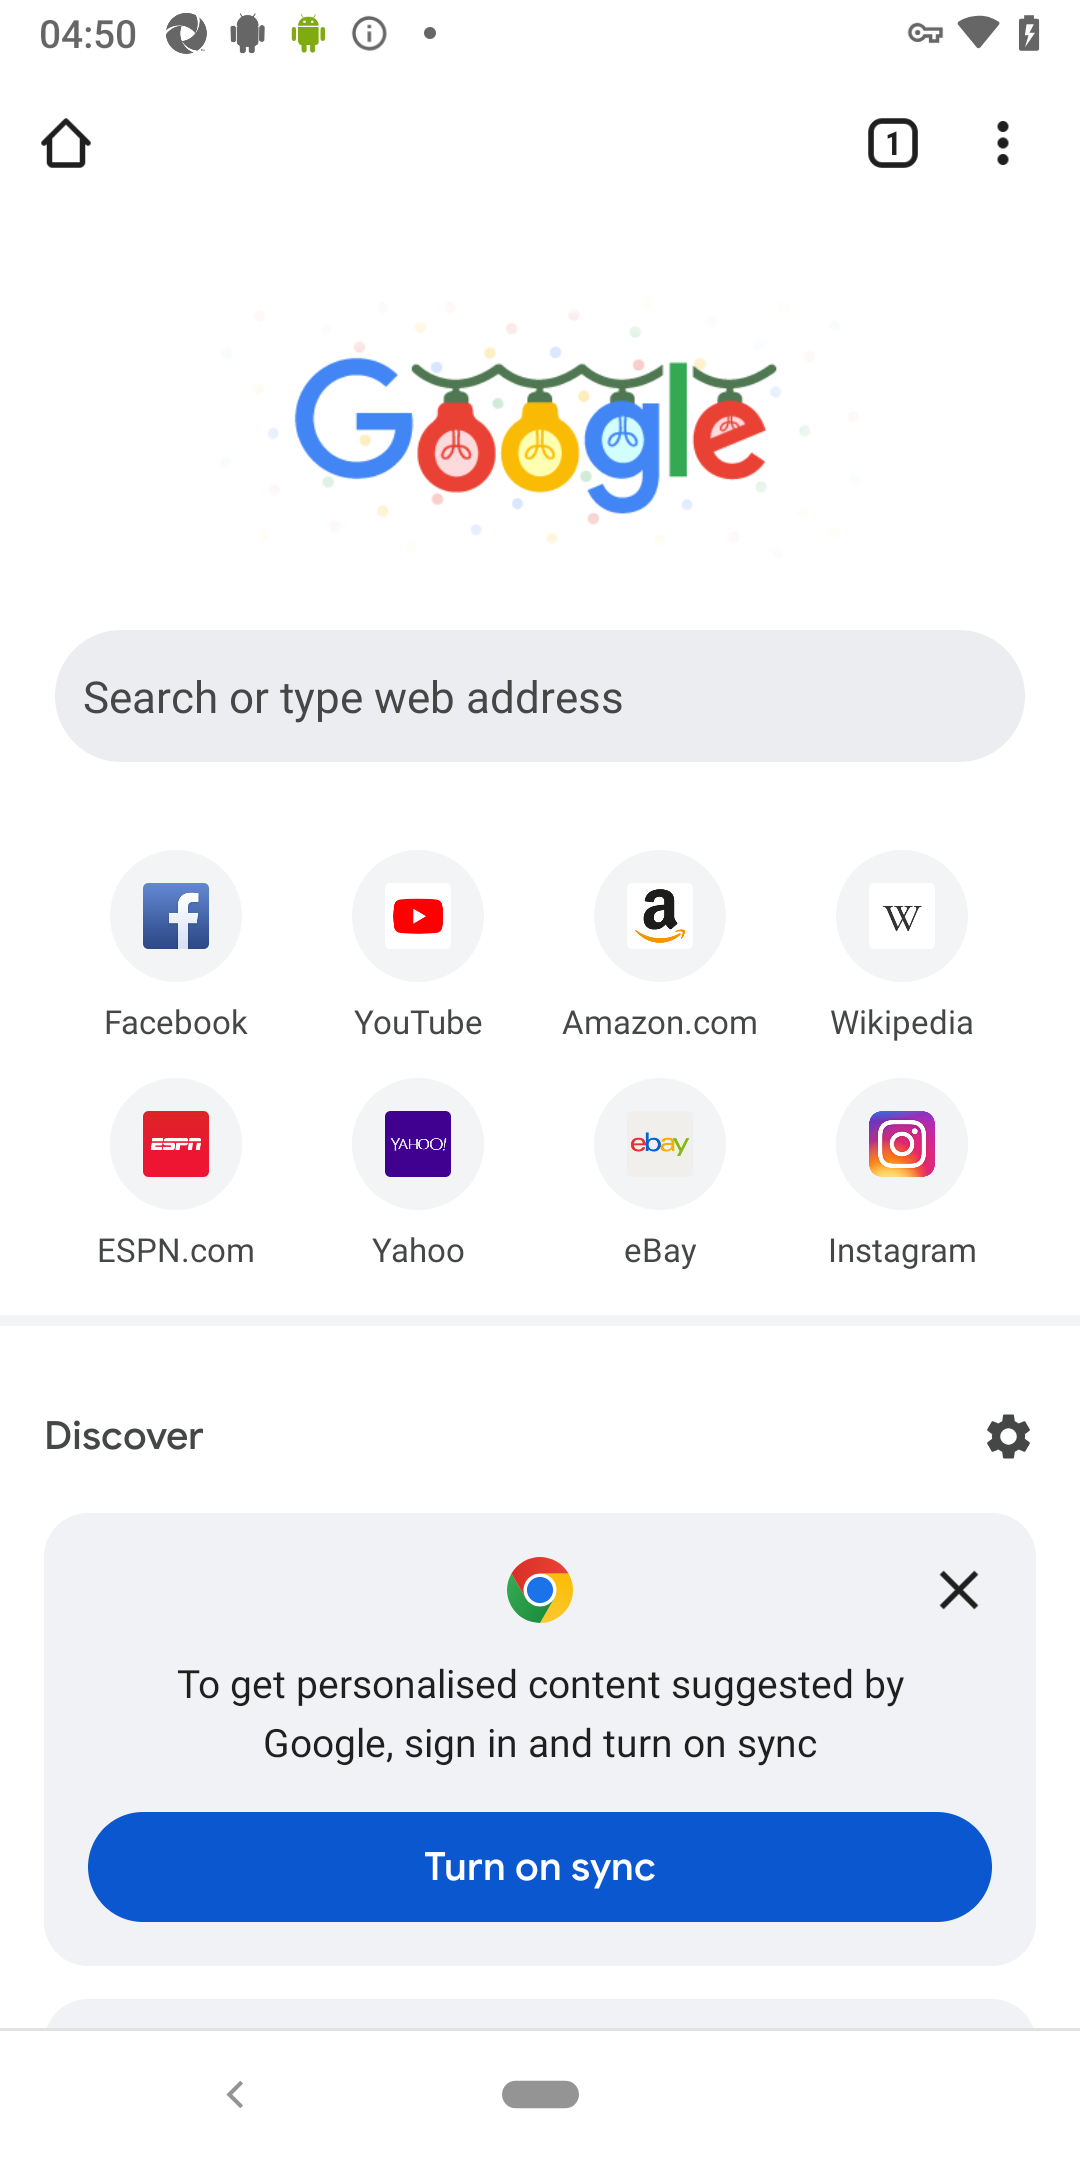 04:50
1
Google
Search or type web address
f
a
W
Facebook
YouTube
Amazon.com
Wikipedia
ESPN
YAHOO!
ebay
ESPN.com
Yahoo
eBay
Instagram
Discover
To get personalised content suggested by
Google, sign in and turn on sync
Turn on sync